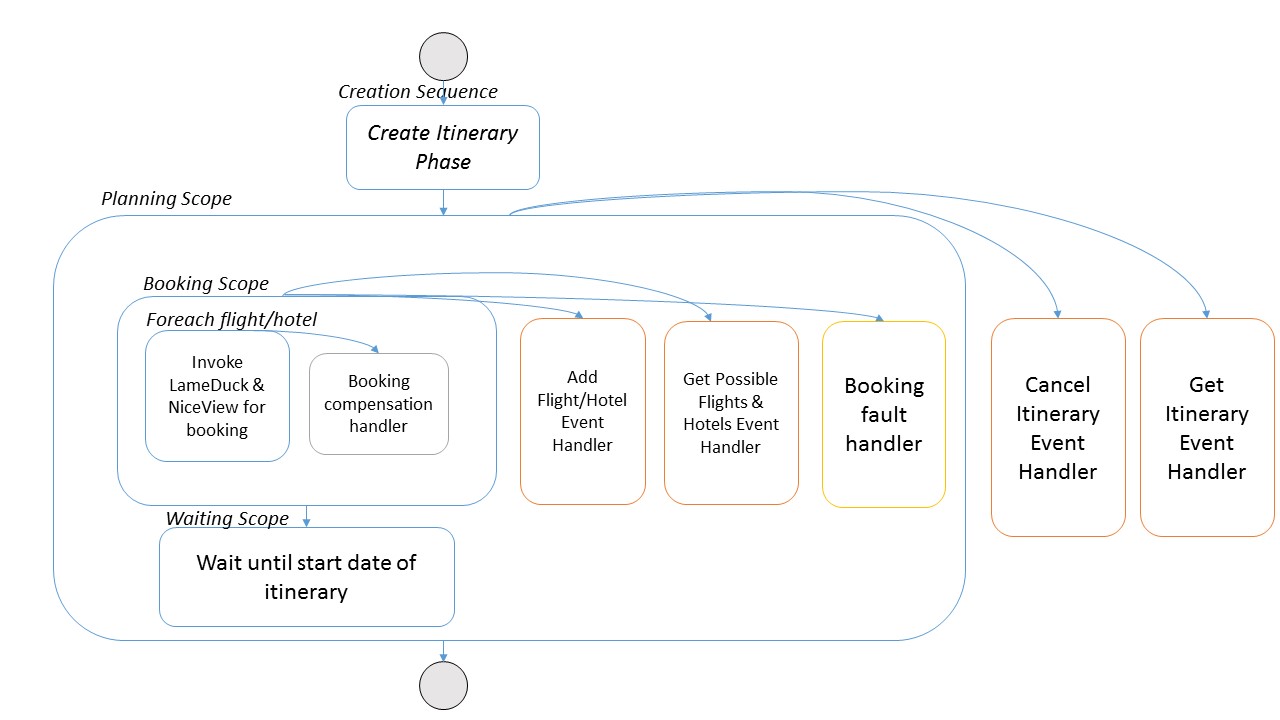 Creation Sequence
Create Itinerary
Phase
Planning Scope
Booking Scope
Foreach flight/hotel
Invoke
LameDuck &
NiceView for
booking
Booking
compensation
handler
Add
Flight/Hotel
Event
Handler
Get Possible
Flights &
Hotels Event
Handler
Booking
fault
handler
Cancel
Itinerary
Event
Handler
Get
Itinerary
Event
Handler
Waiting Scope
Wait until start date of
itinerary